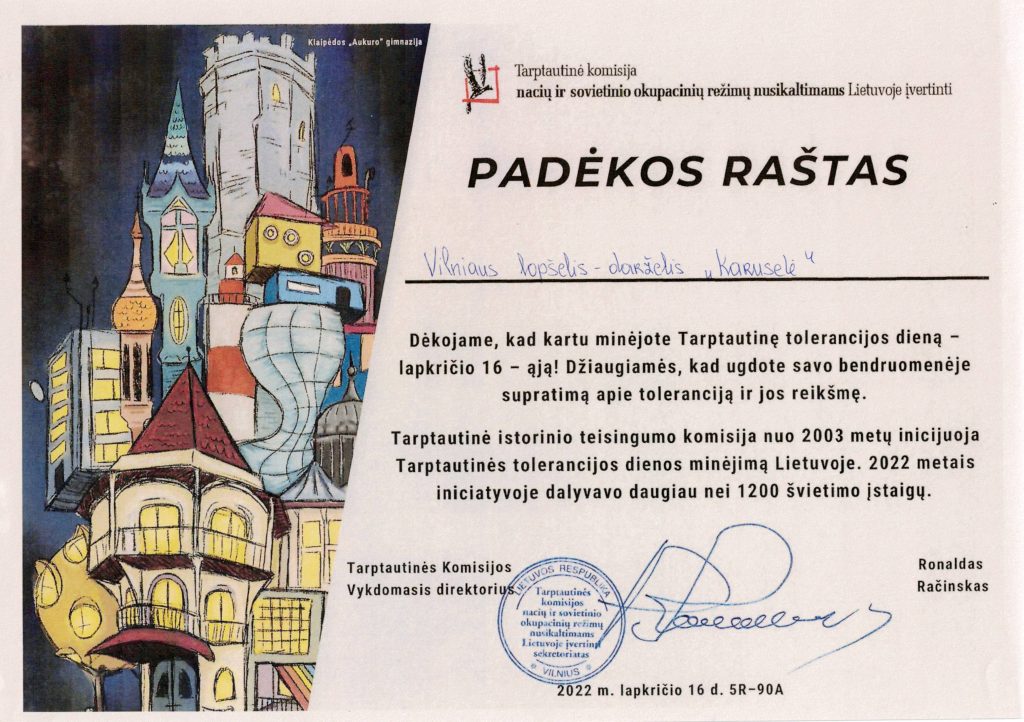 Klaipėdos „Aukuro" gimnazija
Tarptautinė komisija
nacių ir sovietinio okupacinių režimų nusikaltimams Lietuvoje įvertinti
PADĖKOS RAŠTAS
Vilniaus lopšelis-darželis „Karuselė"
Dėkojame, kad kartu minėjote Tarptautinę tolerancijos dieną –
lapkričio 16 – ąją! Džiaugiamės, kad ugdote savo bendruomenėje
supratimą apie toleranciją ir jos reikšmę.
Tarptautinė istorinio teisingumo komisija nuo 2003 metų inicijuoja
Tarptautinės tolerancijos dienos minėjimą Lietuvoje. 2022 metais
iniciatyvoje dalyvavo daugiau nei 1200 švietimo įstaigų.
Tarptautinės Komisijos
Vykdomasis direktorius
LIETUVOS RESPUBLIKA
Tarptautinės
komisijos
nacių ir sovietinio
okupacinių režimų
nusikaltimams
Lietuvoje įvertinti
sekretoriatas
VILNIUS
Ronaldas
Račinskas
2022 m. lapkričio 16 d. 5R-90A